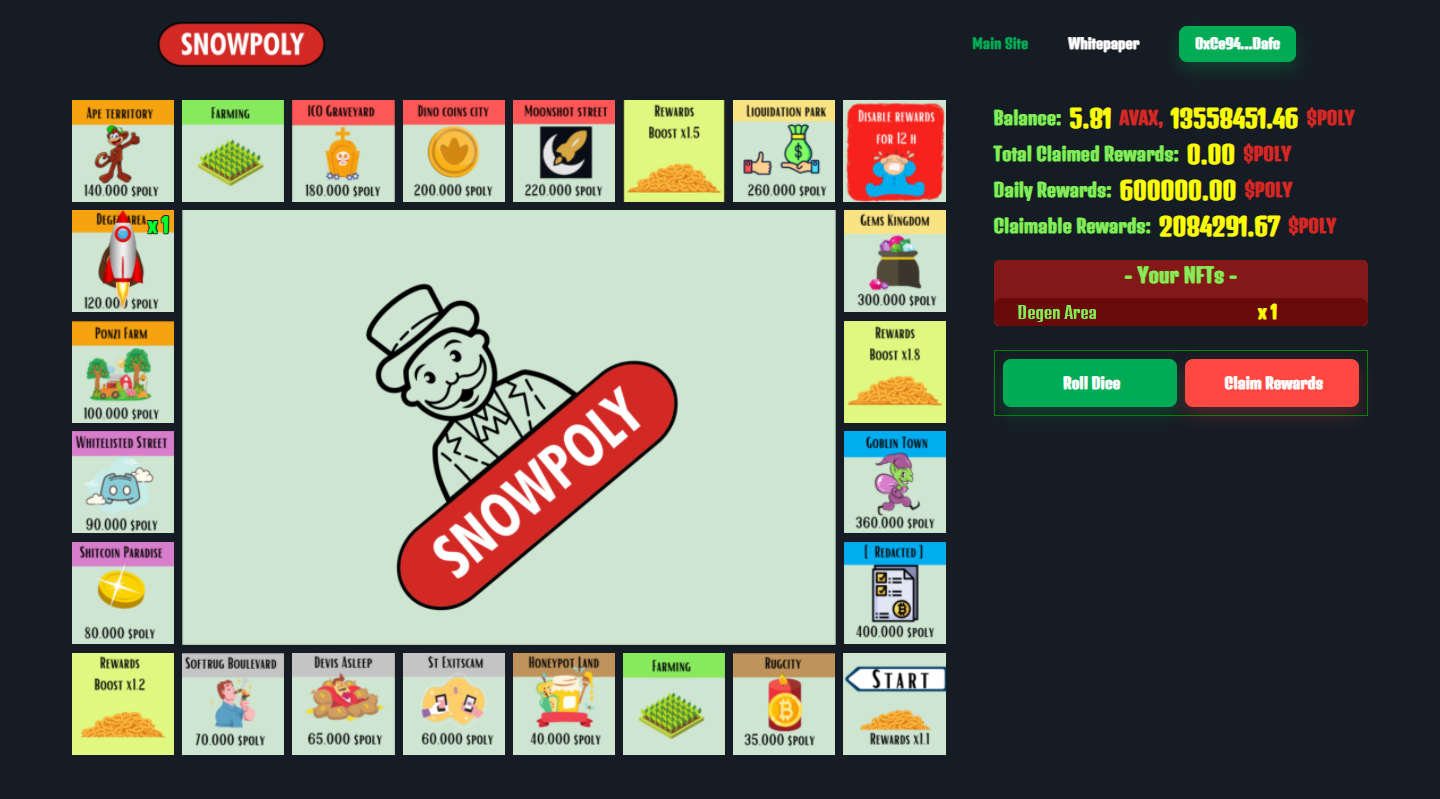 SNOWPOLY
Main Site
Whitepaper
0xCe94...Dafc
APE TERRITORY
140.000 $POLY
FARMING
ICO GRAVEYARD
180.000 $POLY
DINO COINS CITY
200.000 $POLY
MOONSHOT STREET
220.000 $POLY
REWARDS
BOOST X1.5
LIQUIDATION PARK
260.000 $POLY
DISABLE REWARDS
FOR 12 H
x 1
120.000 $POLY
GEMS KINGDOM
300.000 $POLY
PONZI FARM
100.000 $POLY
REWARDS
BOOST X1.8
WHITELISTED STREET
90.000 $POLY
GOBLIN TOWN
360.000 $POLY
SHITCOIN PARADISE
80.000 $POLY
[ REDACTED ]
400.000 $POLY
SNOWPOLY
REWARDS
BOOST X1.2
SOFTRUG BOULEVARD
70.000 $POLY
DEVIS ASLEEP
65.000 $POLY
ST EXITSCAM
60.000 $POLY
HONEYPOT LAND
40.000 $POLY
FARMING
RUGCITY
35.000 $POLY
START
REWARDS X1.1
Balance: 5.81 AVAX, 13558451.46 $POLY
Total Claimed Rewards: 0.00 $POLY
Daily Rewards: 600000.00 $POLY
Claimable Rewards: 2084291.67 $POLY
- Your NFTs -
Degen Area x 1
Roll Dice
Claim Rewards